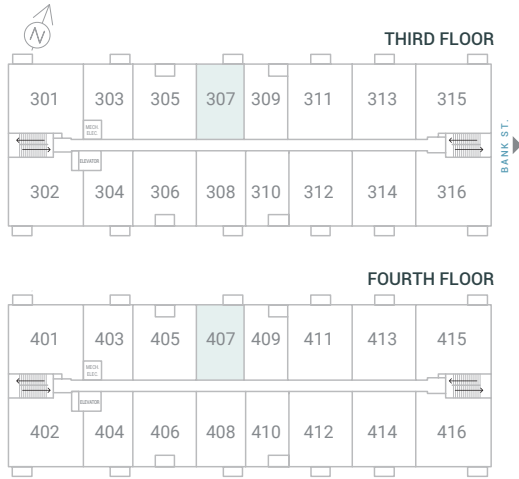 N
THIRD FLOOR
301 303 305 307 309 311 313 315
MECH.
ELEC.
BANK ST.
ELEVATOR
302 304 306 308 310 312 314 316
FOURTH FLOOR
401 403 405 407 409 411 413 415
MECH.
ELEC.
ELEVATOR
402 404 406 408 410 412 414 416